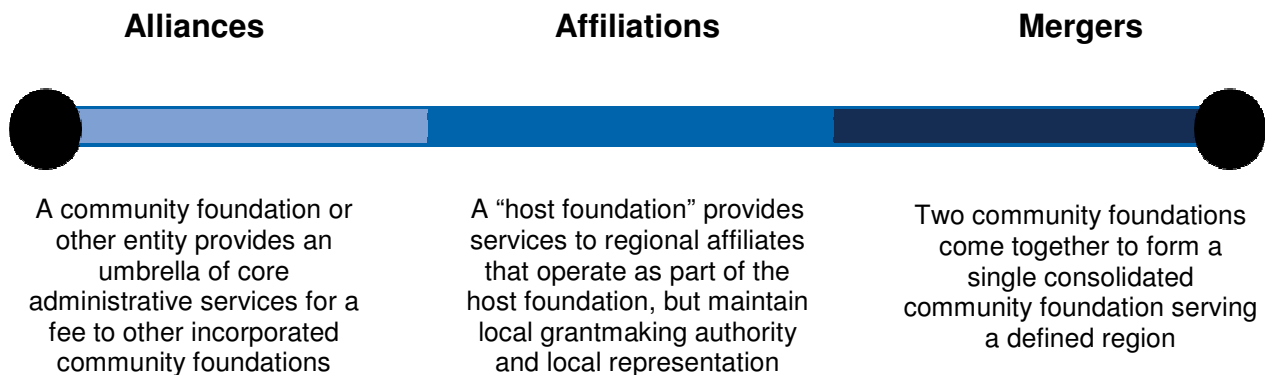 Alliances
Affiliations
Mergers
A community foundation or
other entity provides an
umbrella of core
administrative services for a
fee to other incorporated
community foundations
A “host foundation” provides
services to regional affiliates
that operate as part of the
host foundation, but maintain
local grantmaking authority
and local representation
Two community foundations
come together to form a
single consolidated
community foundation serving
a defined region